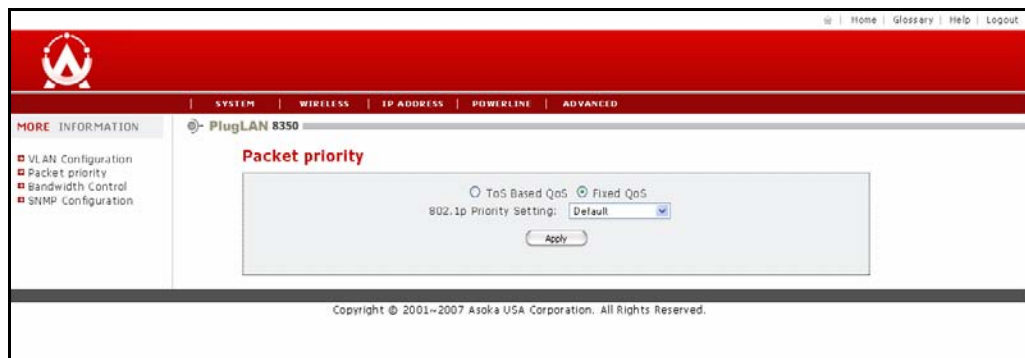 | Home | Glossary | Help | Logout
| SYSTEM | WIRELESS | IP ADDRESS | POWERLINE | ADVANCED
MORE INFORMATION
PlugLAN 8350
VLAN Configuration
Packet priority
Bandwidth Control
SNMP Configuration
Packet priority
ToS Based QoS Fixed QoS
802.1p Priority Setting: Default
Apply
Copyright © 2001~2007 Asoka USA Corporation. All Rights Reserved.